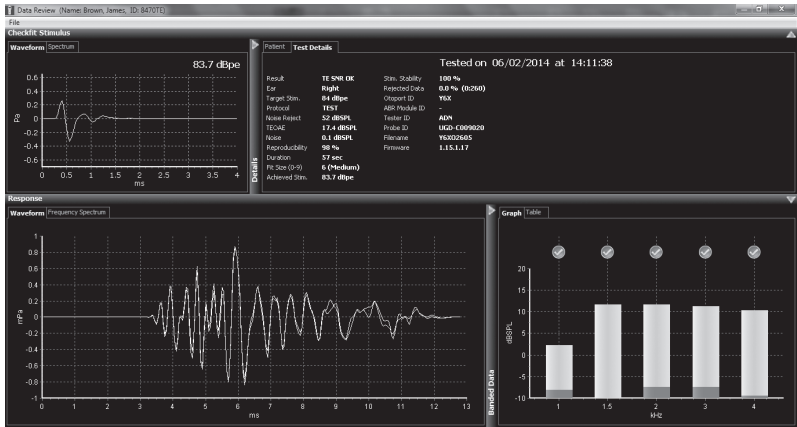 Data Review (Name: Brown, James, ID: B470TE)
File
Checkfit Stimulus
Waveform Spectrum
83.7 dBpe
Pa
0.6
0.4
0.2
0
-0.2
-0.4
-0.6
0 0.5 1 1.5 2 2.5 3 3.5 4
ms
Details
Patient Test Details
Tested on 06/02/2014 at 14:11:38
Result TE SNR OK Stim. Stability 100 %
Ear Right Rejected Data 0.0 % (0:260)
Target Stim. 84 dBpe Otoport ID Y6X
Protocol TEST ABR Module ID -
Noise Reject 52 dBSPL Tester ID ADN
TEOAE 17.4 dBSPL Probe ID UGD-C009020
Noise 0.1 dBSPL Filename Y6XO2605
Reproducibility 98 % Firmware 1.15.1.17
Duration 57 sec
Fit Size (0-9) 6 (Medium)
Achieved Stim. 83.7 dBpe
Response
Waveform Frequency Spectrum
mPa
1
0.8
0.6
0.4
0.2
0
-0.2
-0.4
-0.6
-0.8
-1
0 1 2 3 4 5 6 7 8 9 10 11 12 13
ms
Banded Data
Graph Table
dBSPL
20
15
10
5
0
-5
-10
1 1.5 2 3 4
kHz